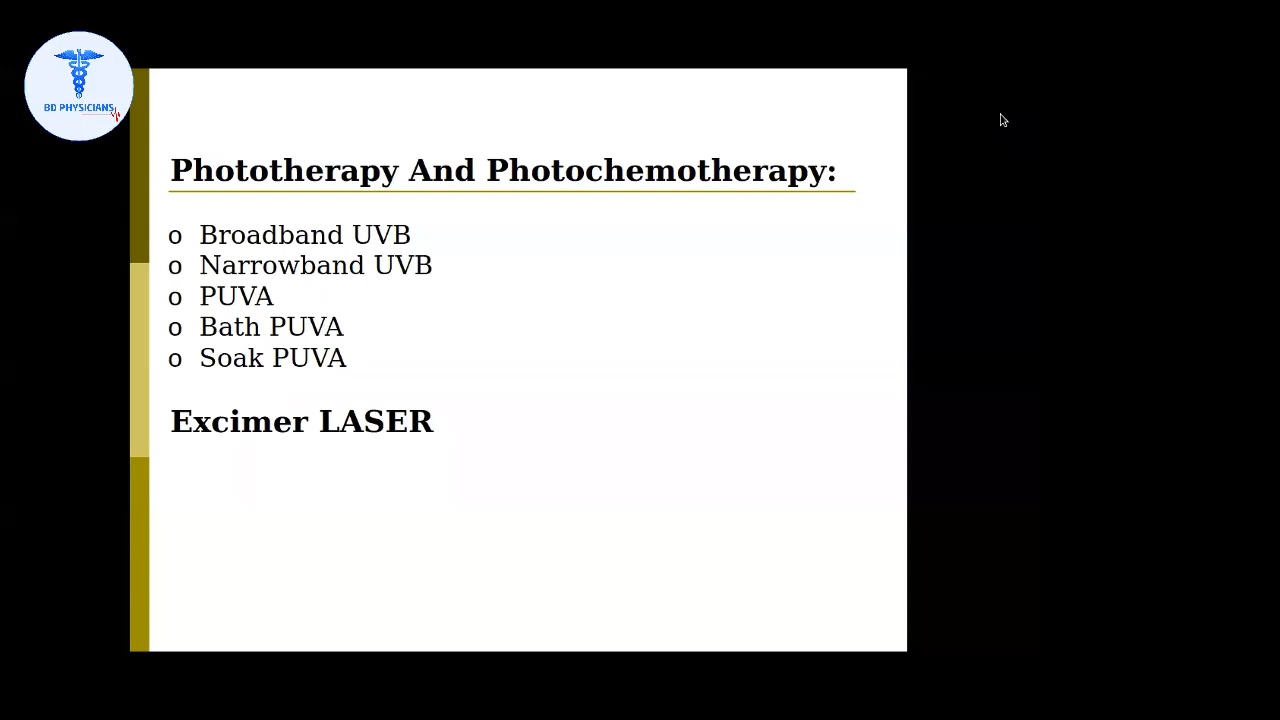 BD PHYSICIANS
Phototherapy And Photochemotherapy:
o Broadband UVB
o Narrowband UVB
o PUVA
o Bath PUVA
o Soak PUVA
Excimer LASER